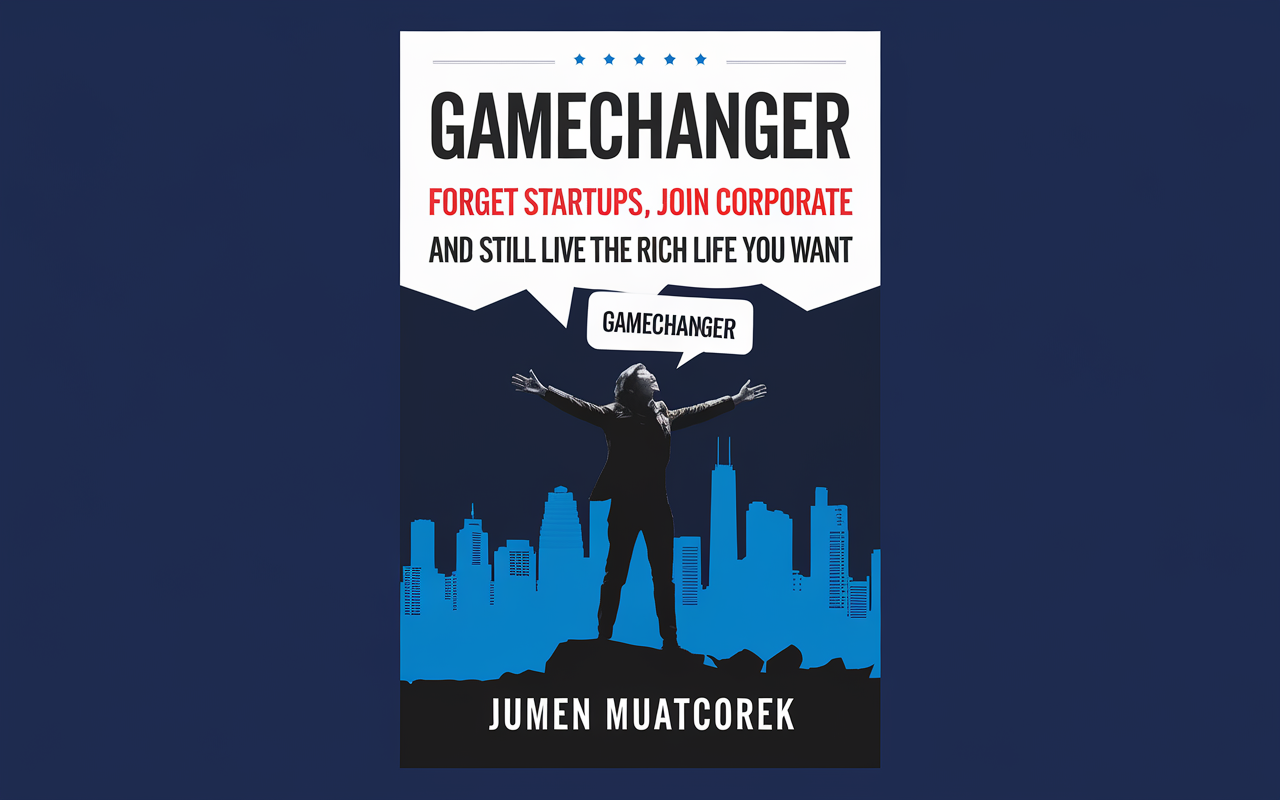 GAMECHANGER
FORGET STARTUPS, JOIN CORPORATE
AND STILL LIVE THE RICH LIFE YOU WANT
GAMECHANGER
JUMEN MUATCOREK